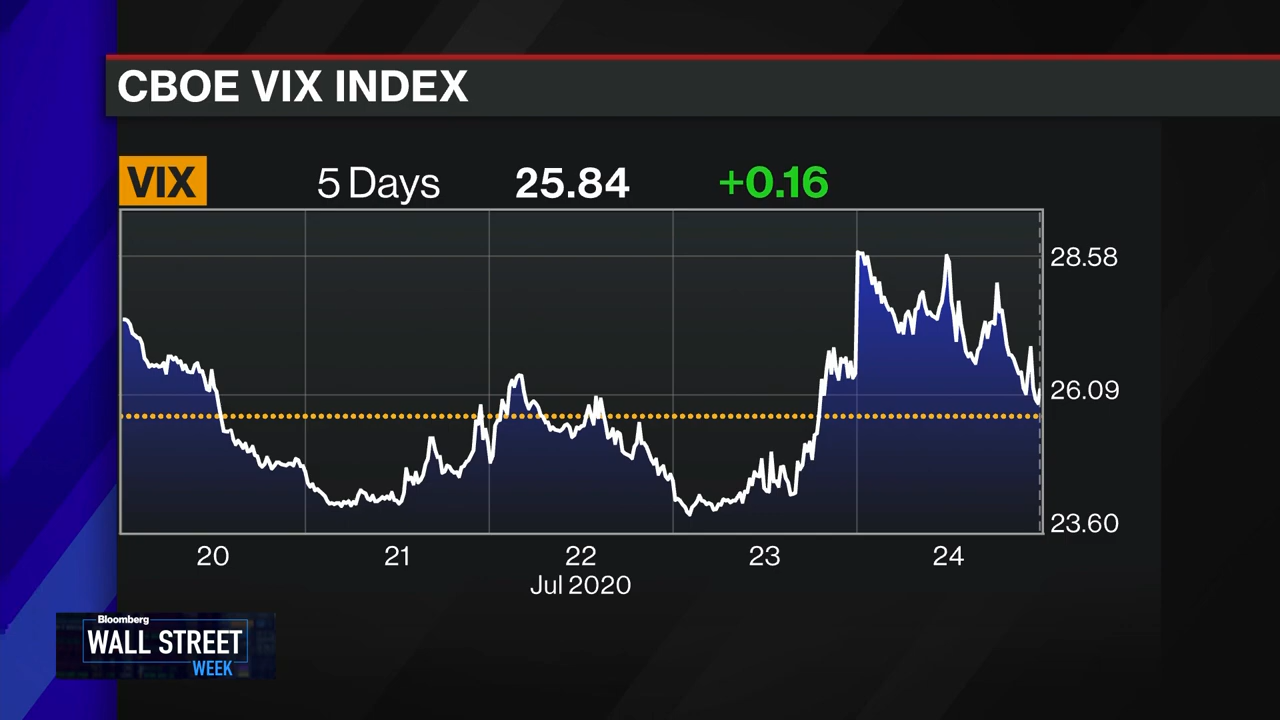 CBOE VIX INDEX
VIX 5 Days 25.84 +0.16
28.58
26.09
23.60
20 21 22 23 24
Jul 2020
Bloomberg
WALL STREET
WEEK